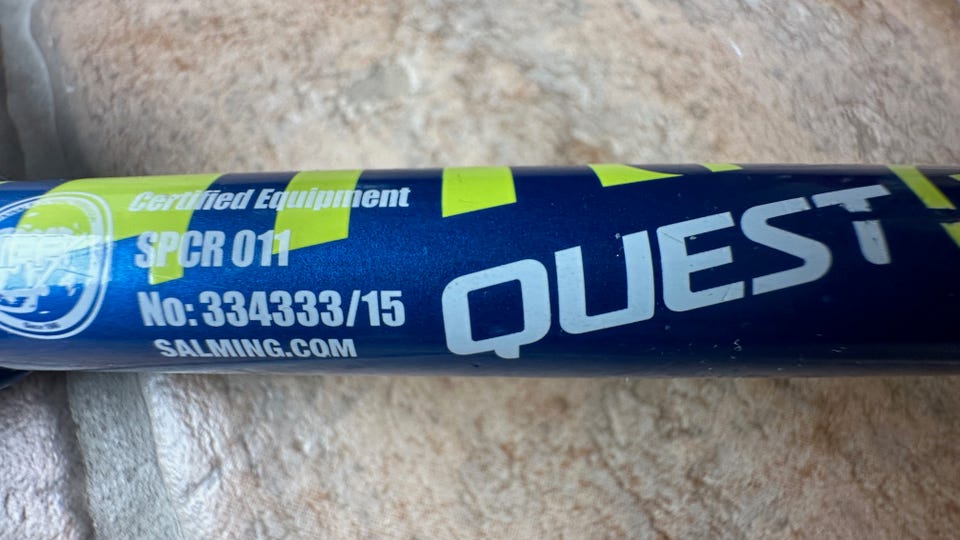 Certified Equipment
SPCR 011
No: 334333/15
SALMING.COM
QUEST